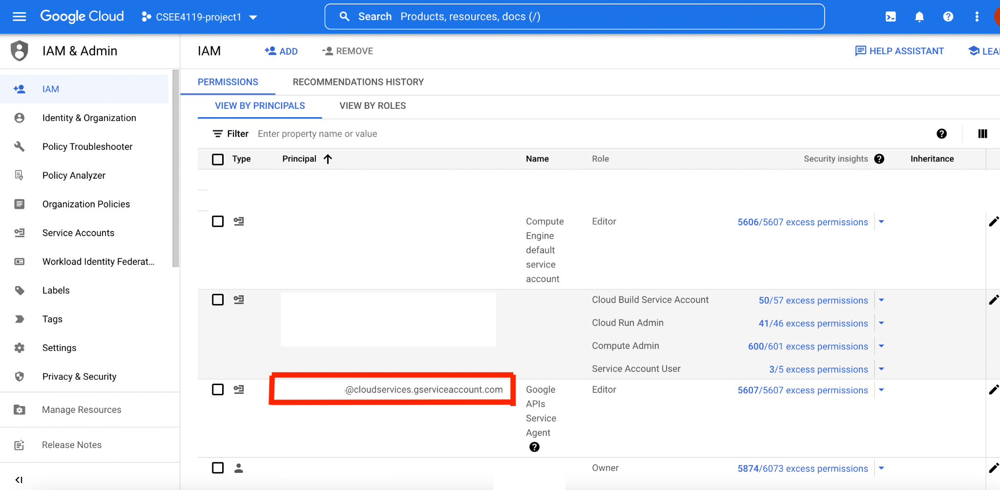 Google Cloud CSEE4119-project1 Search Products, resources, docs (/)
IAM & Admin
IAM
Identity & Organization
Policy Troubleshooter
Policy Analyzer
Organization Policies
Service Accounts
Workload Identity Federat...
Labels
Tags
Settings
Privacy & Security
Manage Resources
Release Notes
IAM ADD REMOVE HELP ASSISTANT
PERMISSIONS RECOMMENDATIONS HISTORY
VIEW BY PRINCIPALS VIEW BY ROLES
Filter Enter property name or value
Type Principal Name Role Security insights Inheritance
Compute Engine default service account Editor 5606/5607 excess permissions
Cloud Build Service Account 50/57 excess permissions
Cloud Run Admin 41/46 excess permissions
Compute Admin 600/601 excess permissions
Service Account User 3/5 excess permissions
@cloudservices.gserviceaccount.com Google APIs Service Agent Editor 5607/5607 excess permissions
Owner 5874/6073 excess permissions